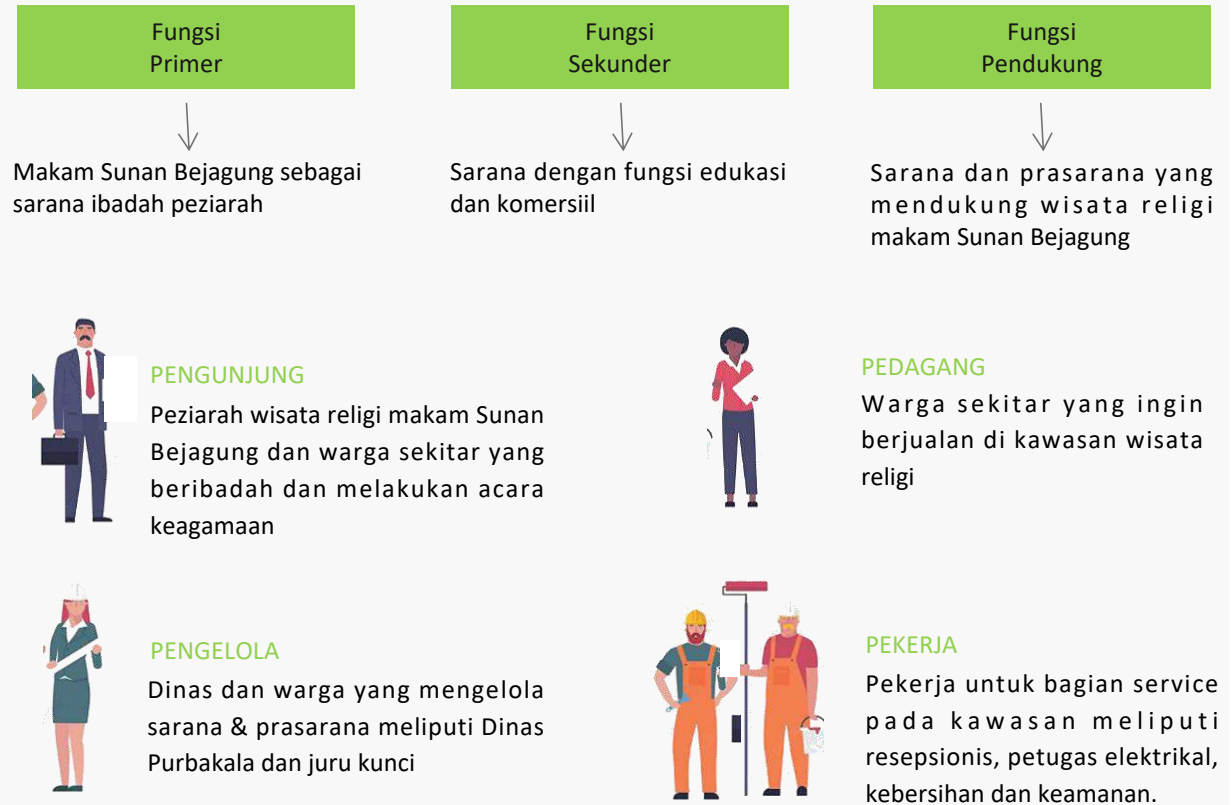 Fungsi
Primer
Fungsi
Sekunder
Fungsi
Pendukung
Makam Sunan Bejagung sebagai
sarana ibadah peziarah
Sarana dengan fungsi edukasi
dan komersiil
Sarana dan prasarana yang
mendukung wisata religi
makam Sunan Bejagung
PENGUNJUNG
Peziarah wisata religi makam Sunan
Bejagung dan warga sekitar yang
beribadah dan melakukan acara
keagamaan
PEDAGANG
Warga sekitar yang ingin
berjualan di kawasan wisata
religi
PENGELOLA
Dinas dan warga yang mengelola
sarana & prasarana meliputi Dinas
Purbakala dan juru kunci
PEKERJA
Pekerja untuk bagian service
pada kawasan meliputi
resepsionis, petugas elektrikal,
kebersihan dan keamanan.